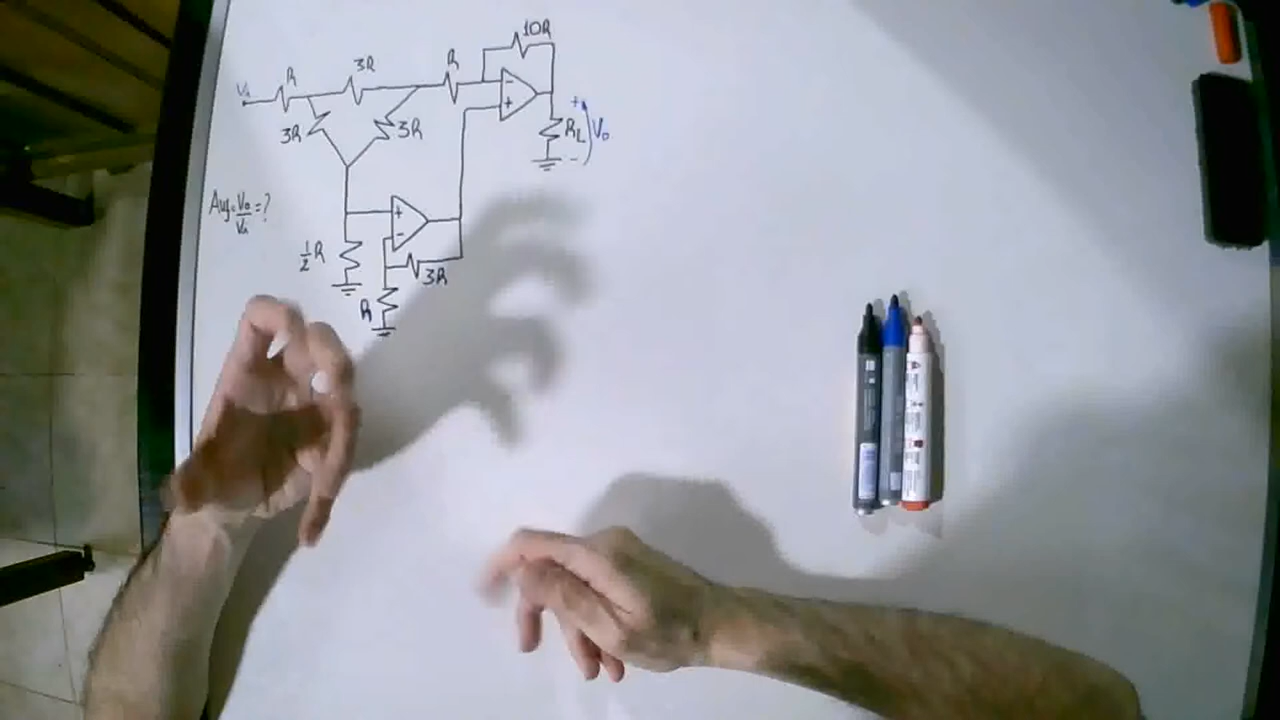 10R
3R
R
R
Vi
3R
3R
RL
+
-
Vo
-
+
Avf=Vo/Vi=?
+
-
1/2 R
3R
R